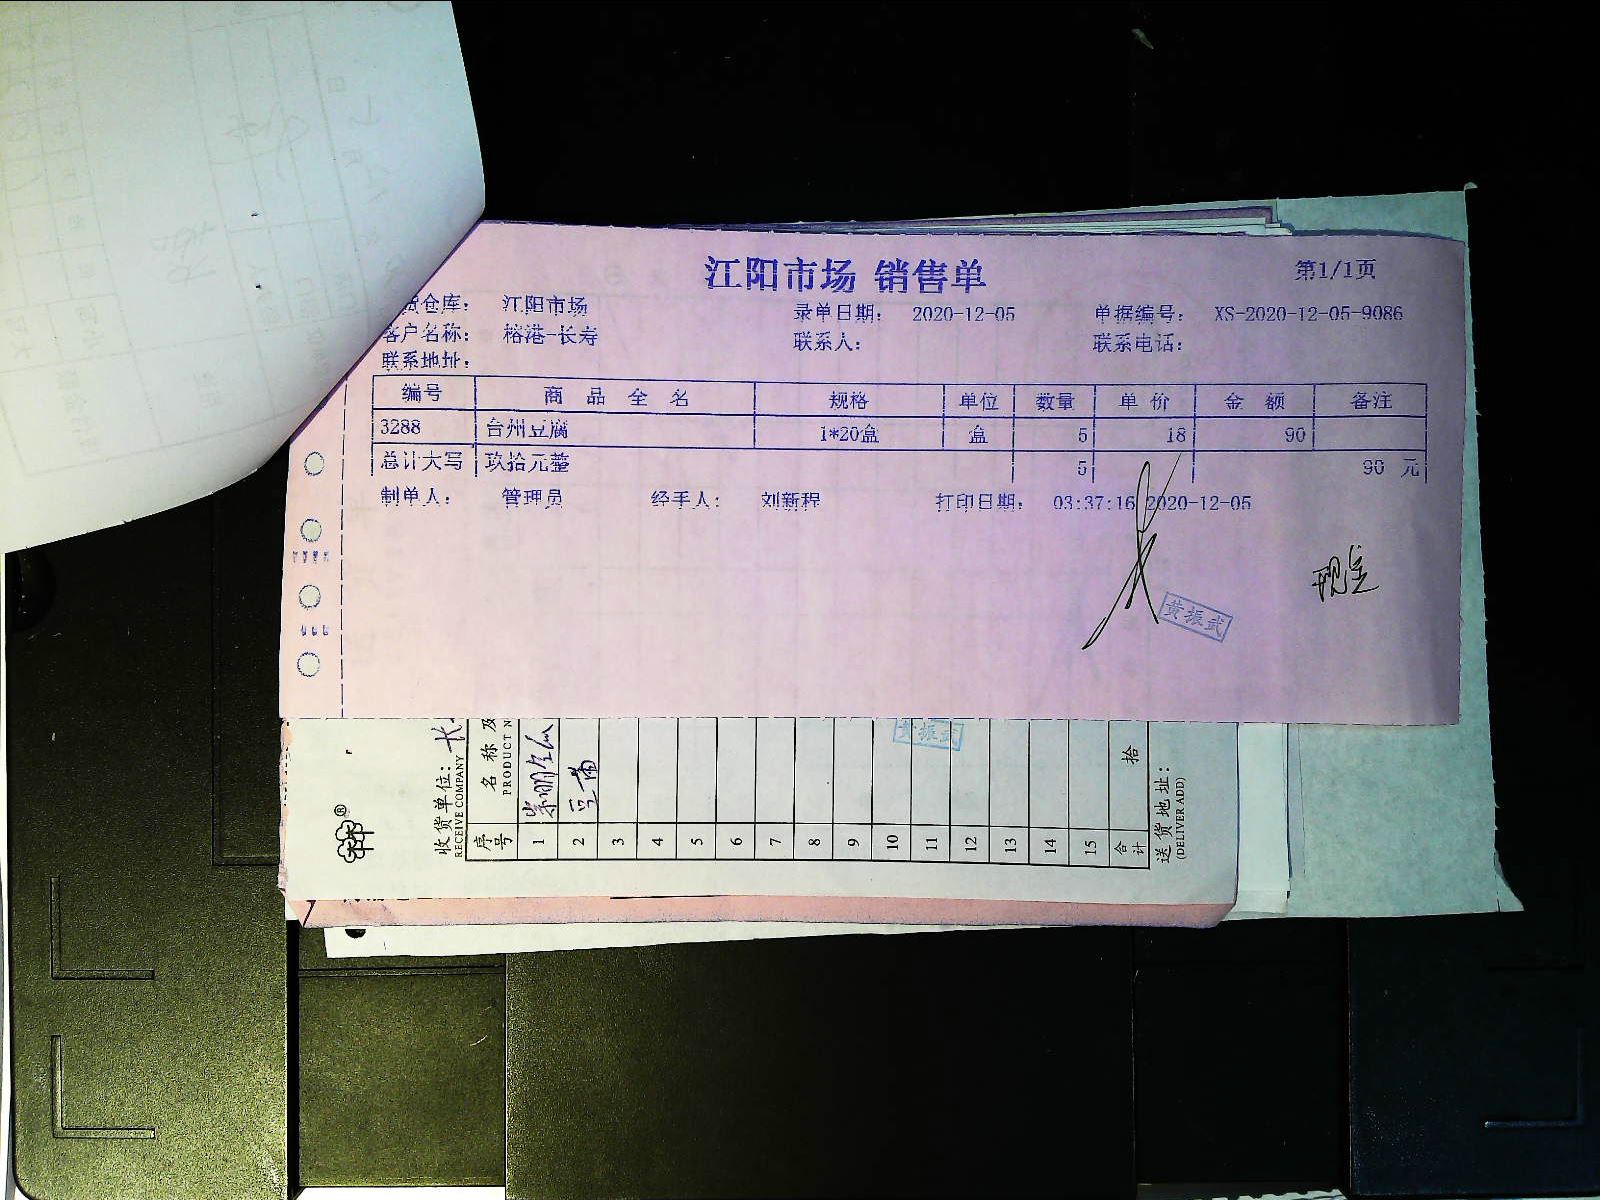 江阳市场 销售单
第1/1页
货仓库： 江阳市场 录单日期： 2020-12-05 单据编号： XS-2020-12-05-9086
客户名称： 榕港-长寿 联系人： 联系电话：
联系地址：
编号 商品全名 规格 单位 数量 单价 金额 备注
3288 台州豆腐 1*20盒 盒 5 18 90
总计大写 玖拾元整 5 90 元
制单人： 管理员 经手人： 刘新程 打印日期： 03:37:16 2020-12-05
黄振武
收货单位：
RECEIVE COMPANY
序号 名称及
PRODUCT N
1
2
3
4
5
6
7
8
9
10
11
12
13
14
15
合计 拾
送货地址：
(DELIVER ADD)
黄振武